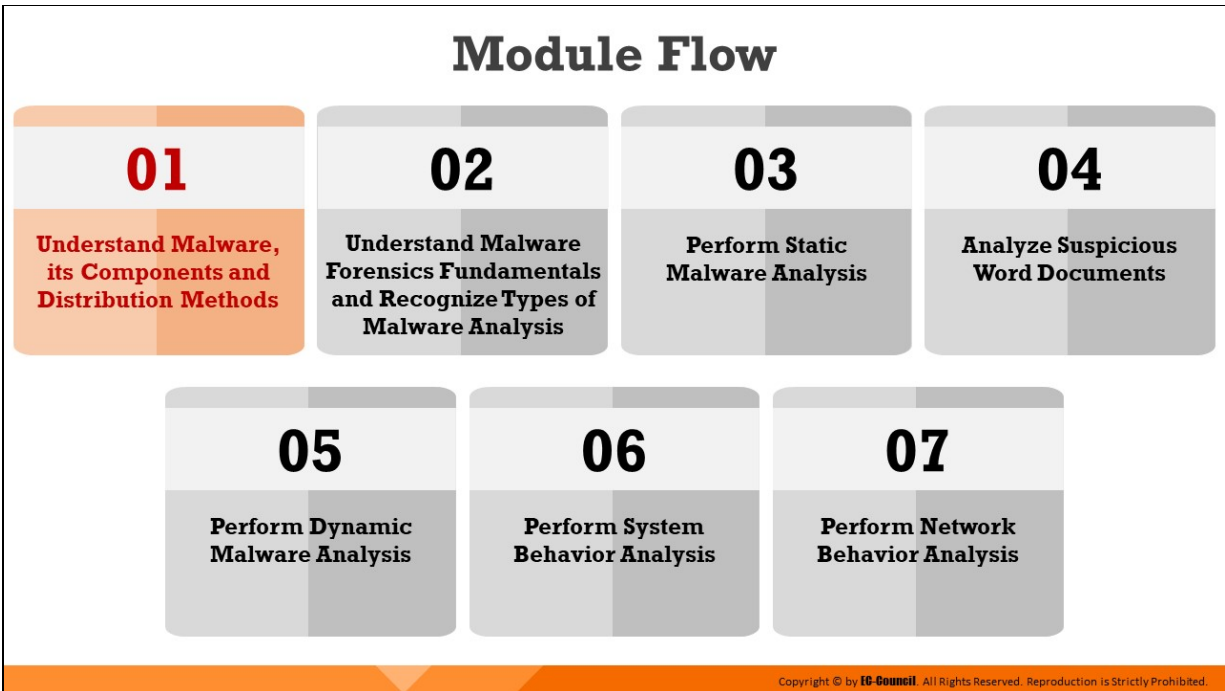 Module Flow
01
Understand Malware,
its Components and
Distribution Methods
02
Understand Malware
Forensics Fundamentals
and Recognize Types of
Malware Analysis
03
Perform Static
Malware Analysis
04
Analyze Suspicious
Word Documents
05
Perform Dynamic
Malware Analysis
06
Perform System
Behavior Analysis
07
Perform Network
Behavior Analysis
Copyright © by EC-Council. All Rights Reserved. Reproduction is Strictly Prohibited.